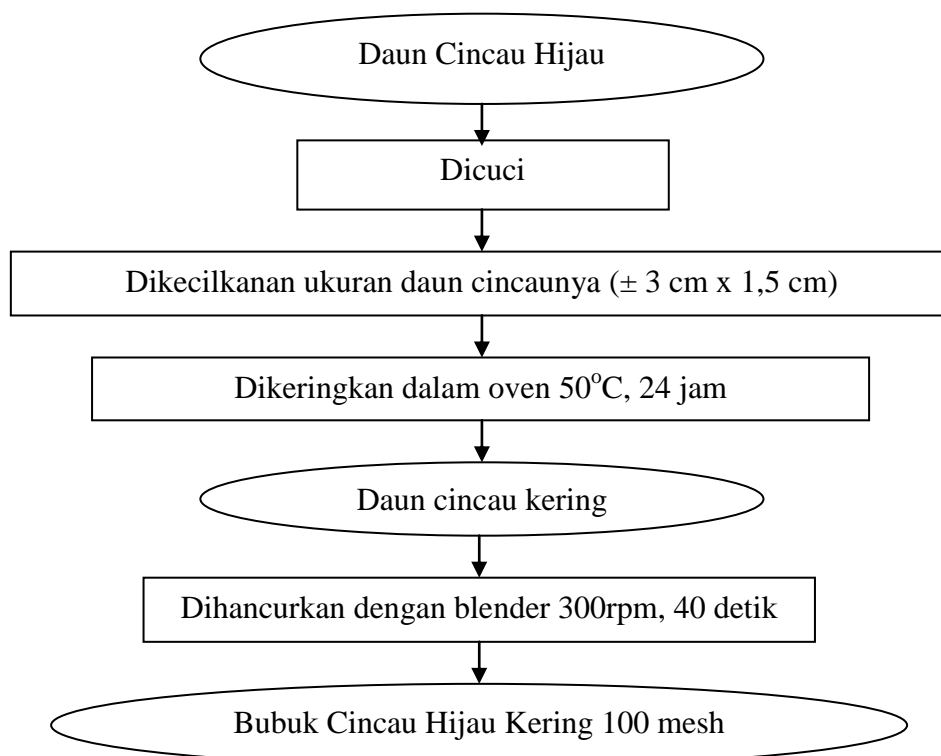 Daun Cincau Hijau
Dicuci
Dikecilkanan ukuran daun cincaunya (± 3 cm x 1,5 cm)
Dikeringkan dalam oven 50°C, 24 jam
Daun cincau kering
Dihancurkan dengan blender 300rpm, 40 detik
Bubuk Cincau Hijau Kering 100 mesh